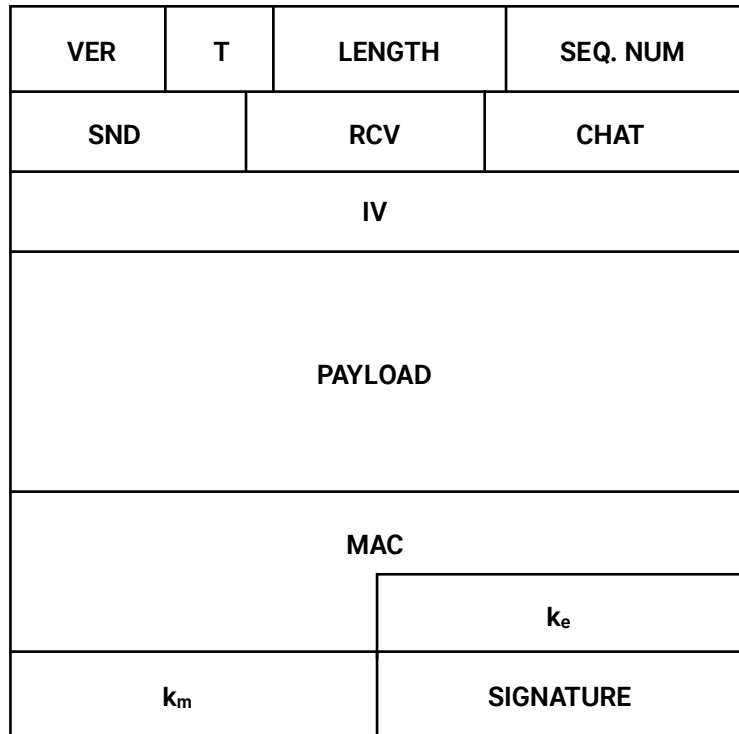 VER T LENGTH SEQ. NUM
SND RCV CHAT
IV
PAYLOAD
MAC
kₑ
kₘ SIGNATURE